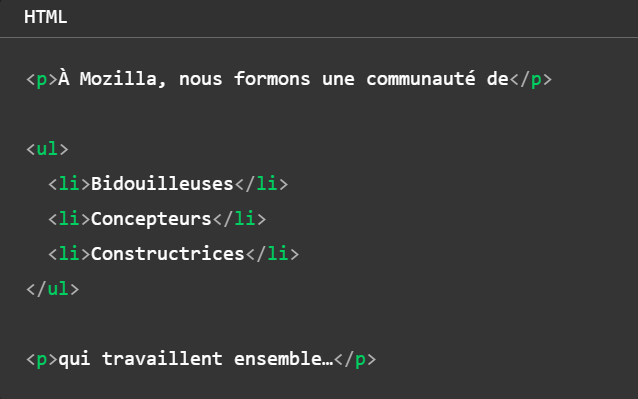 HTML
<p>À Mozilla, nous formons une communauté de</p>
<ul>
<li>Bidouilleuses</li>
<li>Concepteurs</li>
<li>Constructrices</li>
</ul>
<p>qui travaillent ensemble…</p>